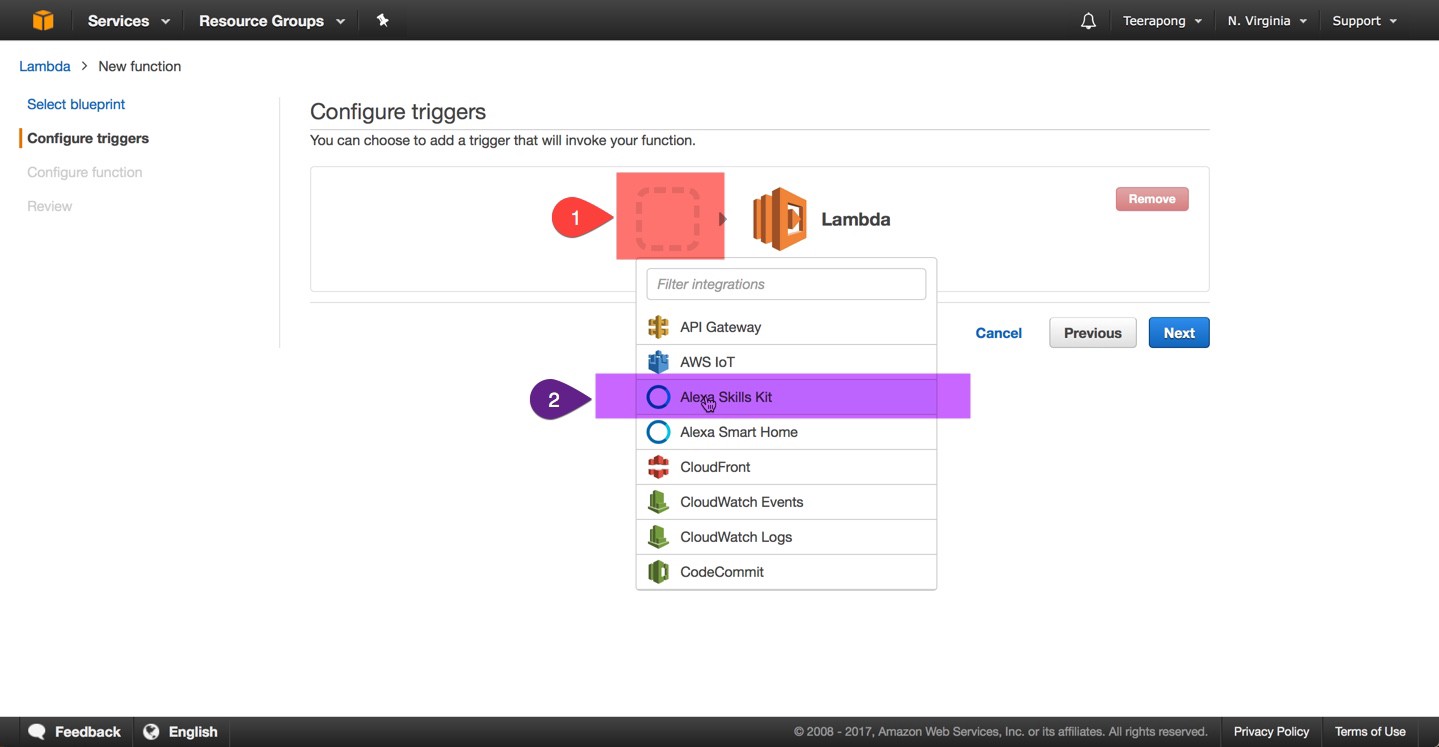 Services Resource Groups Teerapong N. Virginia Support
Lambda > New function
Select blueprint
Configure triggers
Configure function
Review
Configure triggers
You can choose to add a trigger that will invoke your function.
1
Lambda
Remove
Filter integrations
API Gateway
AWS IoT
2
Alexa Skills Kit
Alexa Smart Home
CloudFront
CloudWatch Events
CloudWatch Logs
CodeCommit
Cancel Previous Next
Feedback English © 2008 - 2017, Amazon Web Services, Inc. or its affiliates. All rights reserved. Privacy Policy Terms of Use